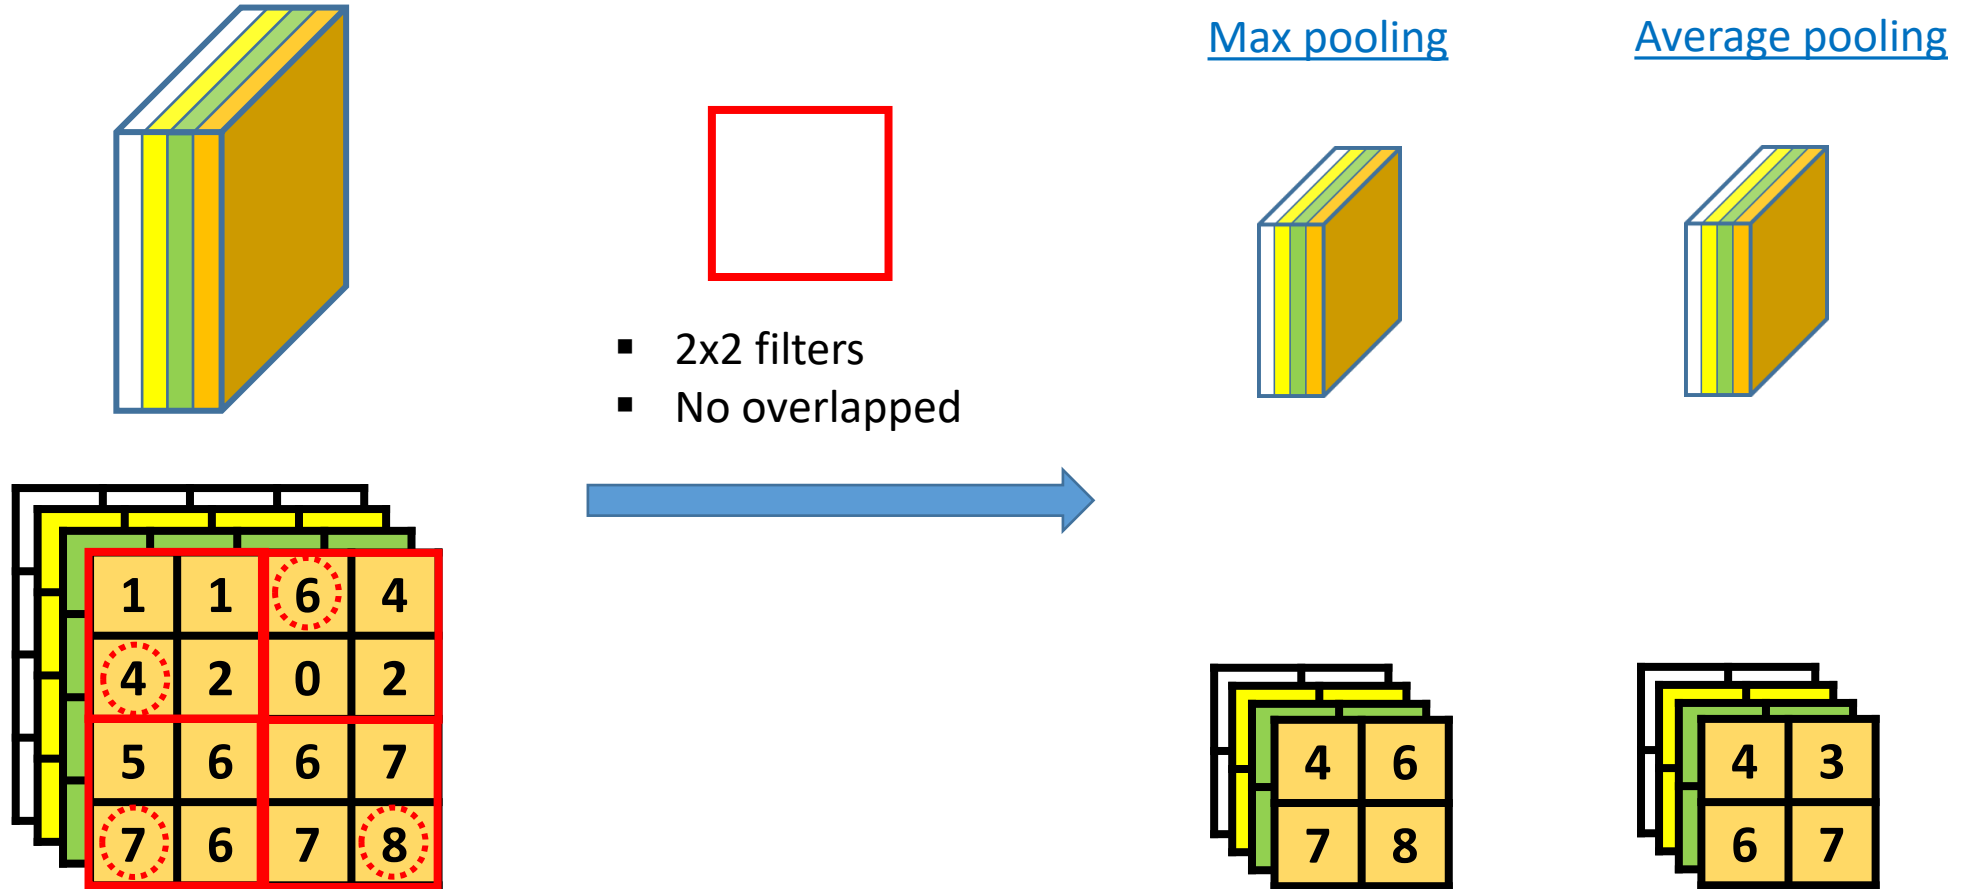 Max pooling
Average pooling
▪ 2x2 filters
▪ No overlapped
1 1 6 4
4 2 0 2
5 6 6 7
7 6 7 8
4 6
7 8
4 3
6 7